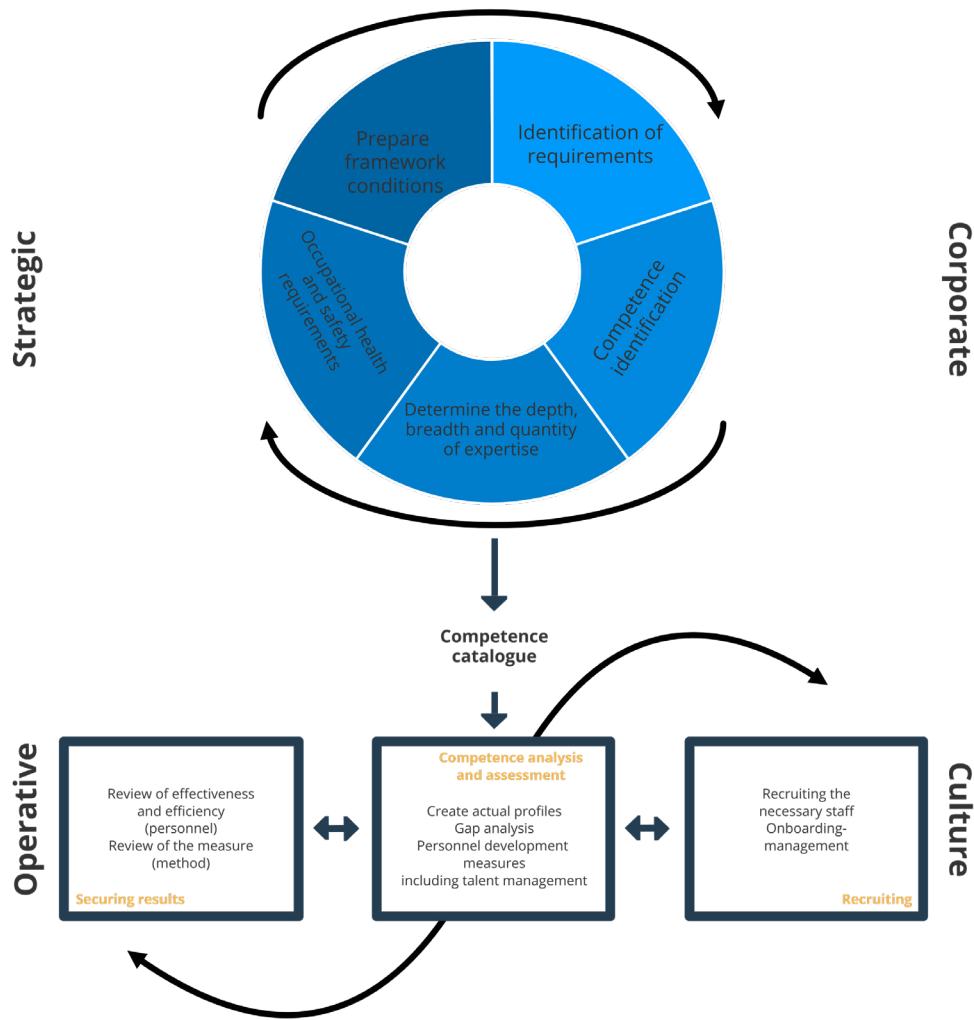 Prepare
framework
conditions
Identification of
requirements
Strategic
Occupational health
and safety
requirements
Competence
identification
Corporate
Determine the depth,
breadth and quantity
of expertise
Competence
catalogue
Operative
Review of effectiveness
and efficiency
(personnel)
Review of the measure
(method)
Securing results
Competence analysis
and assessment
Create actual profiles
Gap analysis
Personnel development
measures
including talent management
Recruiting the
necessary staff
Onboarding-
management
Recruiting
Culture